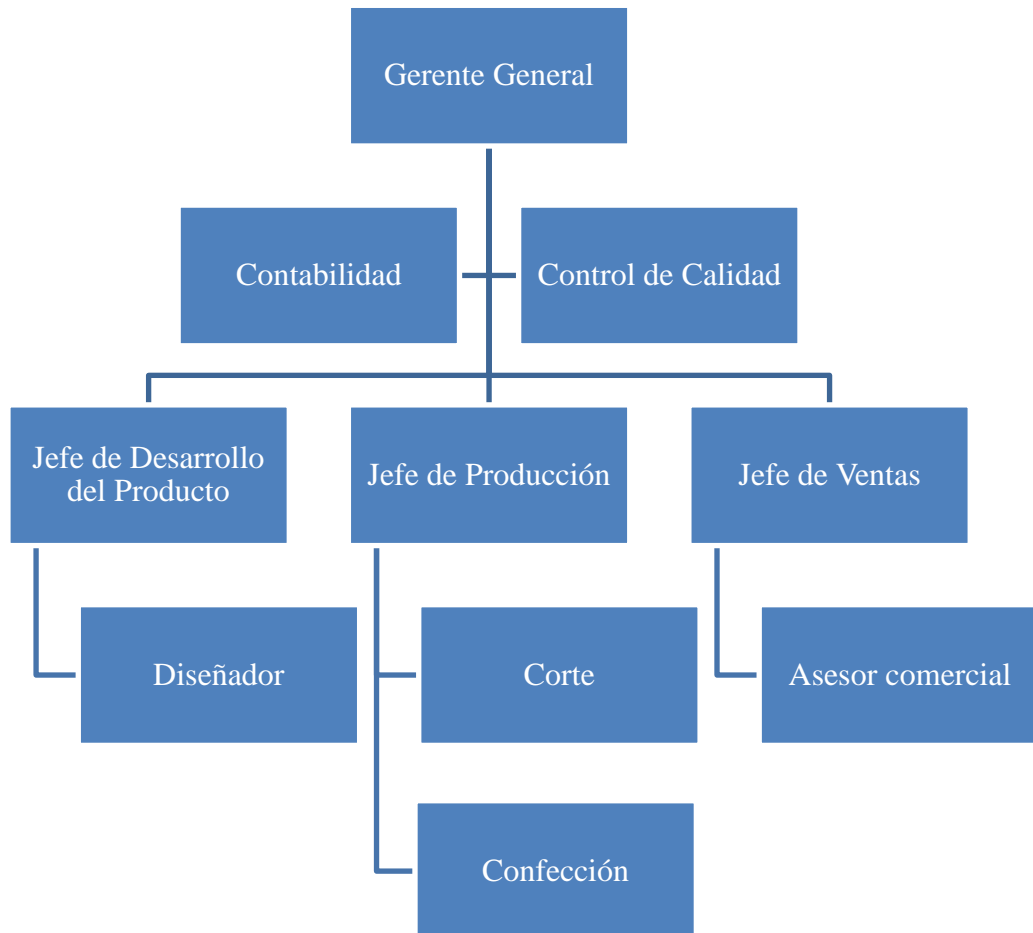 Gerente General
Contabilidad
Control de Calidad
Jefe de Desarrollo
del Producto
Jefe de Producción
Jefe de Ventas
Diseñador
Corte
Asesor comercial
Confección